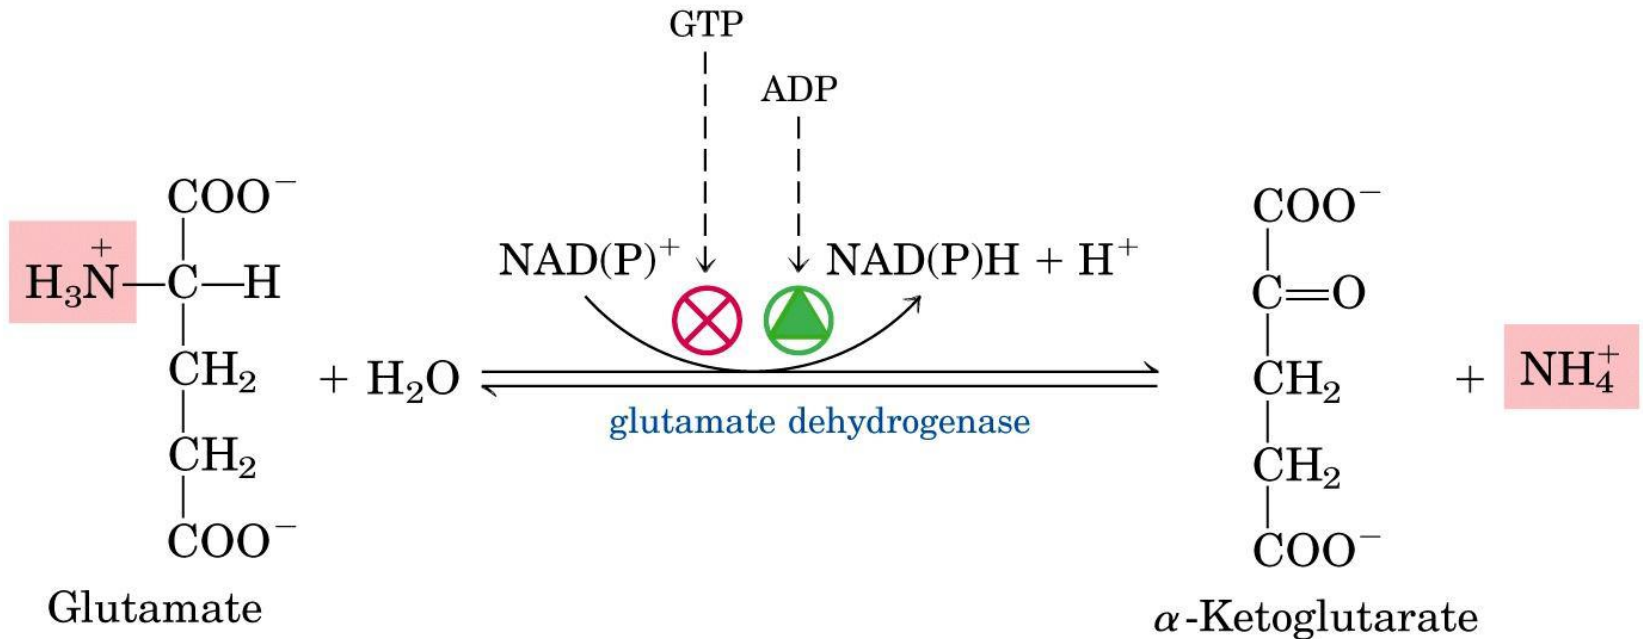 GTP
ADP
COO⁻
H₃N⁺—C—H
CH₂
CH₂
COO⁻
Glutamate
+ H₂O
NAD(P)⁺
NAD(P)H + H⁺
glutamate dehydrogenase
COO⁻
C=O
CH₂
CH₂
COO⁻
α-Ketoglutarate
+ NH₄⁺